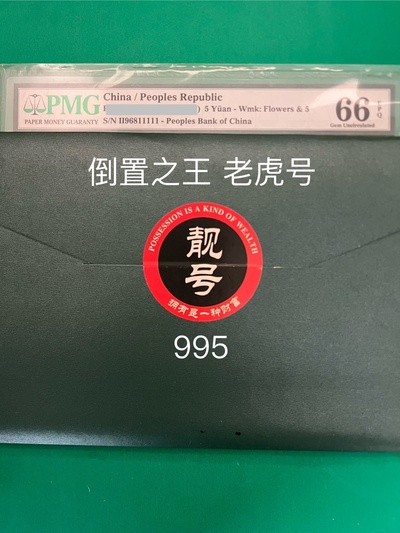 PMG
PAPER MONEY GUARANTY
China / Peoples Republic
) 5 Yüan - Wmk: Flowers & 5
S/N II96811111 - Peoples Bank of China
66 EPQ
Gem Uncirculated
倒置之王 老虎号
POSSESSION IS A KIND OF WEALTH
靓号
拥有是一种财富
995